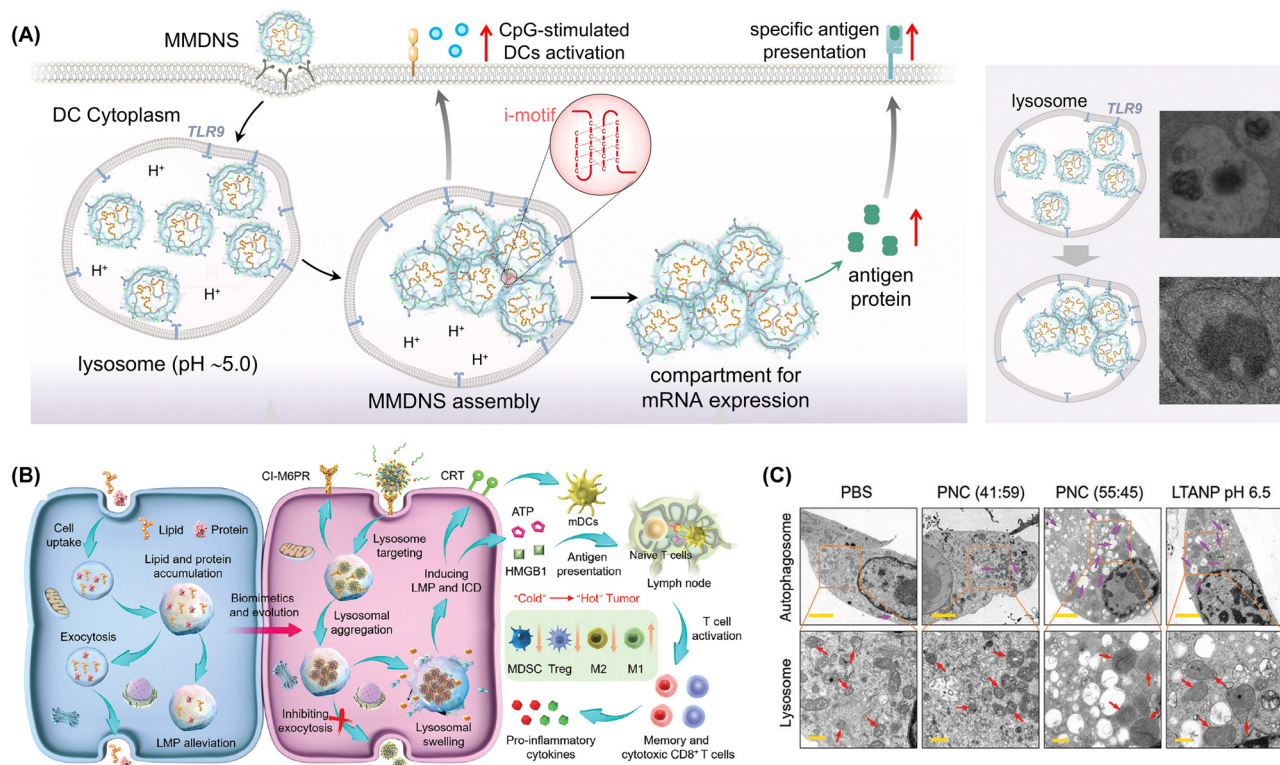 (A)
MMDNS
CpG-stimulated
DCs activation
specific antigen
presentation
DC Cytoplasm
TLR9
H⁺
H⁺
H⁺
lysosome (pH ~5.0)
i-motif
C C C C
C C C C
C C C C
C C C C
H⁺
H⁺
H⁺
MMDNS assembly
compartment for
mRNA expression
antigen
protein
lysosome
TLR9
(B)
Cell
uptake
Lipid
Protein
Lipid and protein
accumulation
Exocytosis
LMP alleviation
Biomimetics
and evolution
CI-M6PR
CRT
Lysosome
targeting
Lysosomal
aggregation
Inducing
LMP and ICD
Inhibiting
exocytosis
Lysosomal
swelling
ATP
HMGB1
mDCs
Antigen
presentation
Naive T cells
Lymph node
"Cold" → "Hot" Tumor
MDSC
Treg
M2
M1
T cell
activation
Pro-inflammatory
cytokines
Memory and
cytotoxic CD8⁺ T cells
(C)
PBS
PNC (41:59)
PNC (55:45)
LTANP pH 6.5
Autophagosome
Lysosome